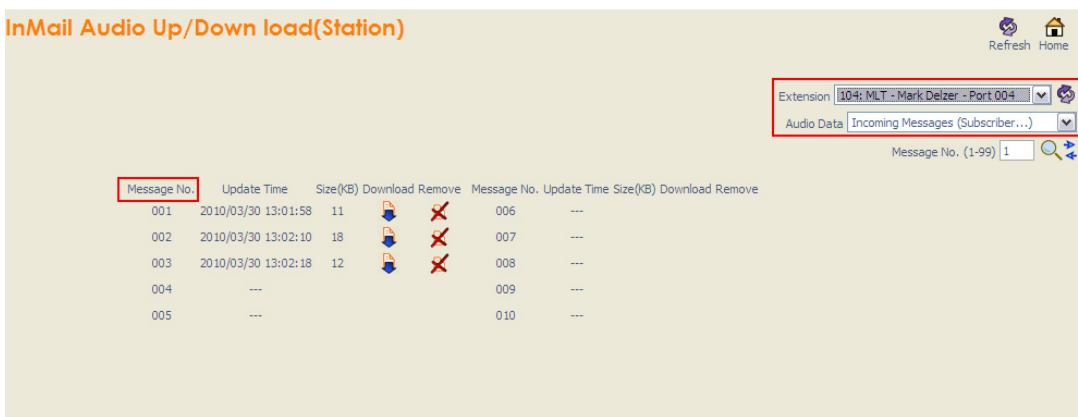 InMail Audio Up/Down load(Station)
Refresh Home
Extension 104: MLT - Mark Delzer - Port 004
Audio Data Incoming Messages (Subscriber...)
Message No. (1-99) 1
Message No. Update Time Size(KB) Download Remove Message No. Update Time Size(KB) Download Remove
001 2010/03/30 13:01:58 11 006 ---
002 2010/03/30 13:02:10 18 007 ---
003 2010/03/30 13:02:18 12 008 ---
004 --- 009 ---
005 --- 010 ---